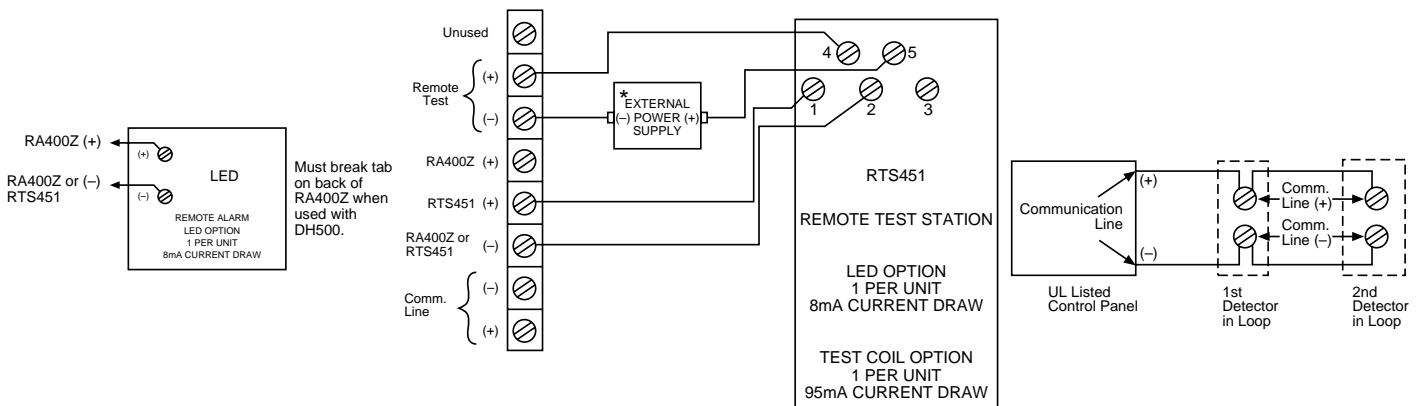 RA400Z (+)
RA400Z or (–)
RTS451
(+)
(–)
LED
REMOTE ALARM
LED OPTION
1 PER UNIT
8mA CURRENT DRAW
Must break tab
on back of
RA400Z when
used with
DH500.
Unused
Remote
Test
(+)
(–)
RA400Z (+)
RTS451 (+)
RA400Z or
RTS451
(–)
Comm.
Line
(–)
(+)
*
EXTERNAL
(–) POWER (+)
SUPPLY
4
5
1
2
3
RTS451
REMOTE TEST STATION
LED OPTION
1 PER UNIT
8mA CURRENT DRAW
TEST COIL OPTION
1 PER UNIT
95mA CURRENT DRAW
Communication
Line
(+)
(–)
UL Listed
Control Panel
Comm.
Line (+)
Comm.
Line (–)
1st
Detector
in Loop
2nd
Detector
in Loop